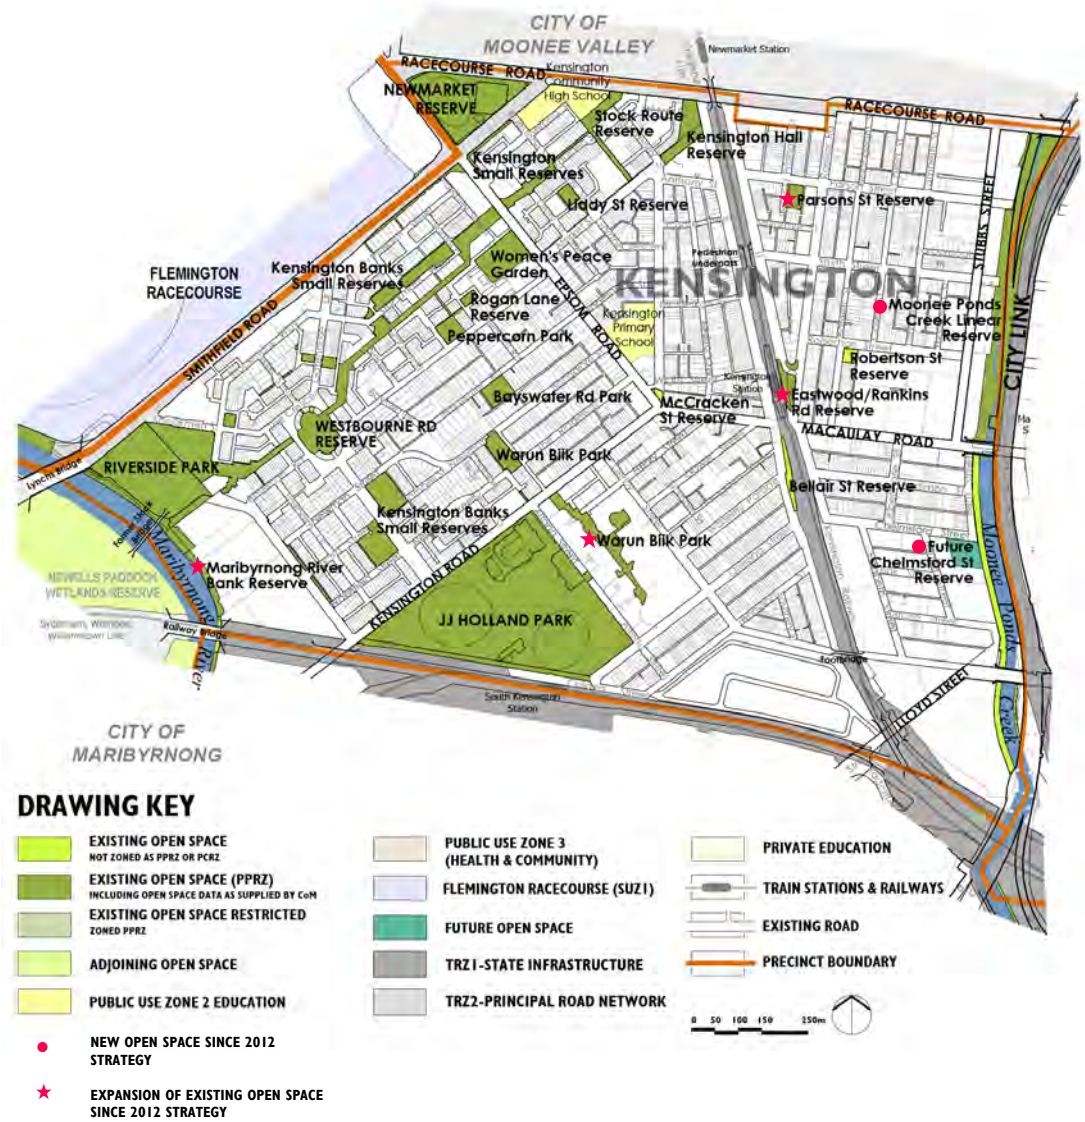 CITY OF
MOONEE VALLEY
Newmarket Station
RACECOURSE ROAD
Kensington
Community
High School
NEWMARKET
RESERVE
RACECOURSE ROAD
Stock Route
Reserve
Kensington Hall
Reserve
Kensington
Small Reserves
Parsons St Reserve
Liddy St Reserve
STUBBS STREET
Pedestrian
underpass
Women's Peace
Garden
FLEMINGTON
RACECOURSE
Kensington Banks
Small Reserves
KENSINGTON
EPSOM ROAD
Rogan Lane
Reserve
Moonee Ponds
Creek Linear
Reserve
CITY LINK
Kensington
Primary
School
SMITHFIELD ROAD
Peppercorn Park
Robertson St
Reserve
Kensington
Station
Bayswater Rd Park
McCracken
St Reserve
Eastwood/Rankins
Rd Reserve
WESTBOURNE RD
RESERVE
MACAULAY ROAD
Ma
S
Lynchs Bridge
RIVERSIDE PARK
Warun Biik Park
Bellair St Reserve
Kensington Banks
Small Reserves
Former Stock
Bridge
Maribyrnong
River
Warun Biik Park
Future
Chelmsford St
Reserve
Moonee Ponds
Creek
Maribyrnong River
Bank Reserve
NEWELLS PADDOCK
WETLANDS RESERVE
KENSINGTON ROAD
JJ HOLLAND PARK
Railway Bridge
Footbridge
LLOYD STREET
South Kensington
Station
CITY OF
MARIBYRNONG
DRAWING KEY
EXISTING OPEN SPACE
NOT ZONED AS PPRZ OR PCRZ
EXISTING OPEN SPACE (PPRZ)
INCLUDING OPEN SPACE DATA AS SUPPLIED BY CoM
EXISTING OPEN SPACE RESTRICTED
ZONED PPRZ
ADJOINING OPEN SPACE
PUBLIC USE ZONE 2 EDUCATION
NEW OPEN SPACE SINCE 2012
STRATEGY
EXPANSION OF EXISTING OPEN SPACE
SINCE 2012 STRATEGY
PUBLIC USE ZONE 3
(HEALTH & COMMUNITY)
FLEMINGTON RACECOURSE (SUZ1)
FUTURE OPEN SPACE
TRZ1-STATE INFRASTRUCTURE
TRZ2-PRINCIPAL ROAD NETWORK
PRIVATE EDUCATION
TRAIN STATIONS & RAILWAYS
EXISTING ROAD
PRECINCT BOUNDARY
0 50 100 150 250m